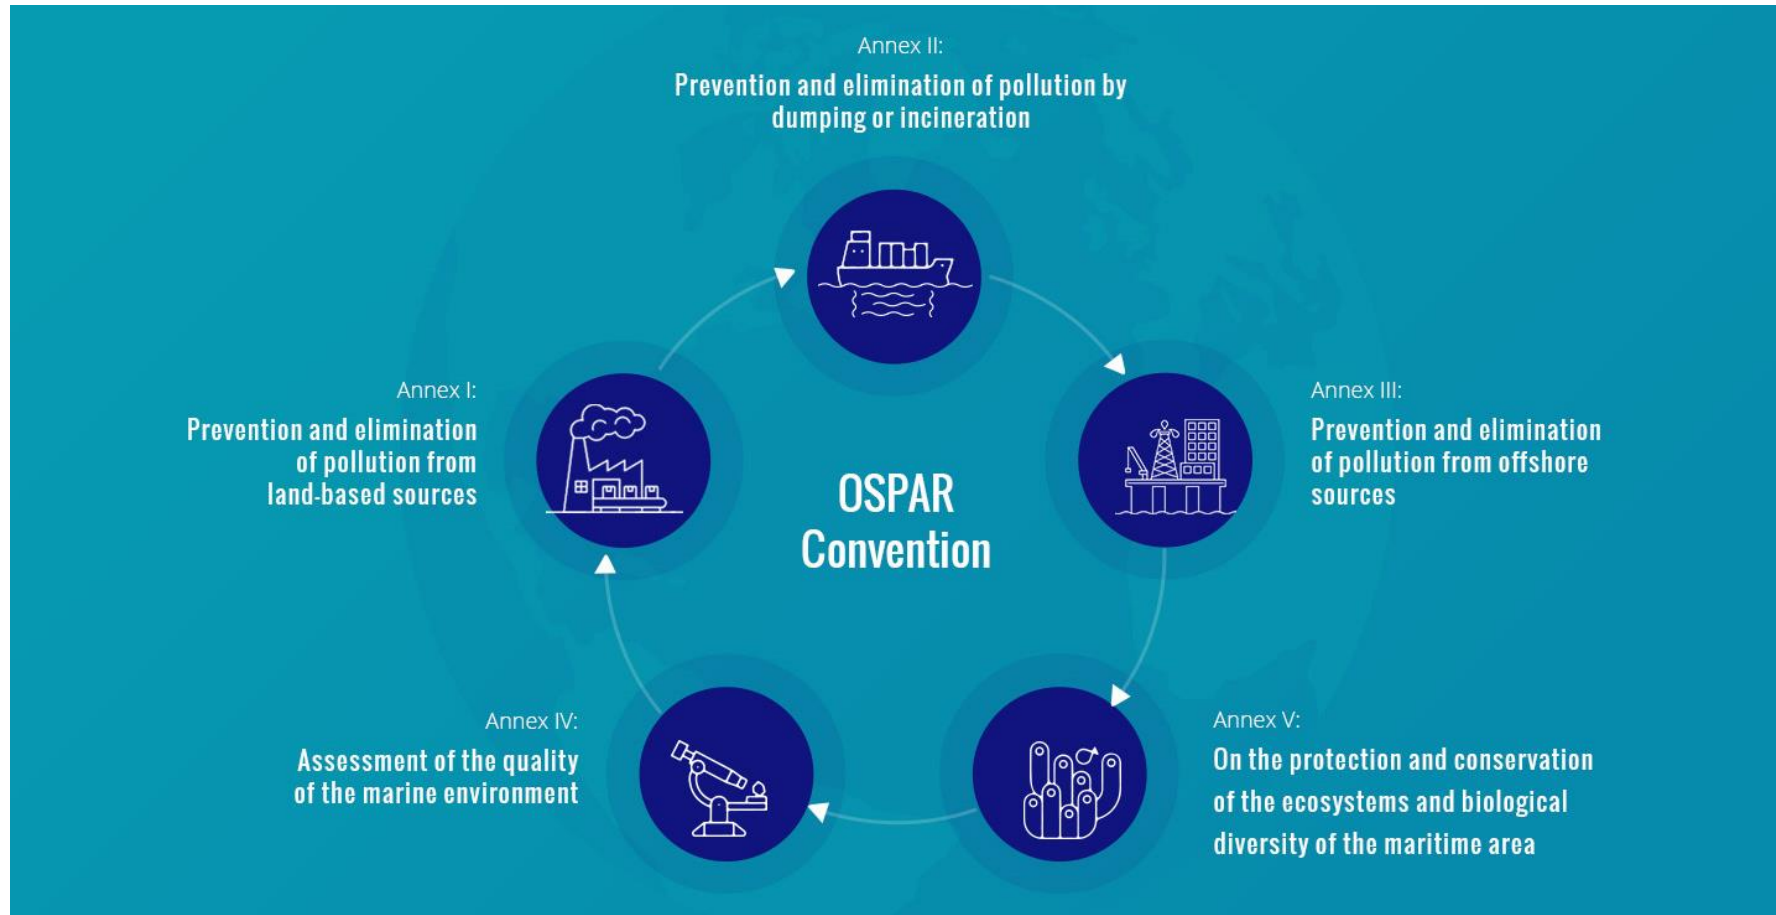 Annex II:
Prevention and elimination of pollution by
dumping or incineration
Annex I:
Prevention and elimination
of pollution from
land-based sources
Annex III:
Prevention and elimination
of pollution from offshore
sources
OSPAR
Convention
Annex IV:
Assessment of the quality
of the marine environment
Annex V:
On the protection and conservation
of the ecosystems and biological
diversity of the maritime area